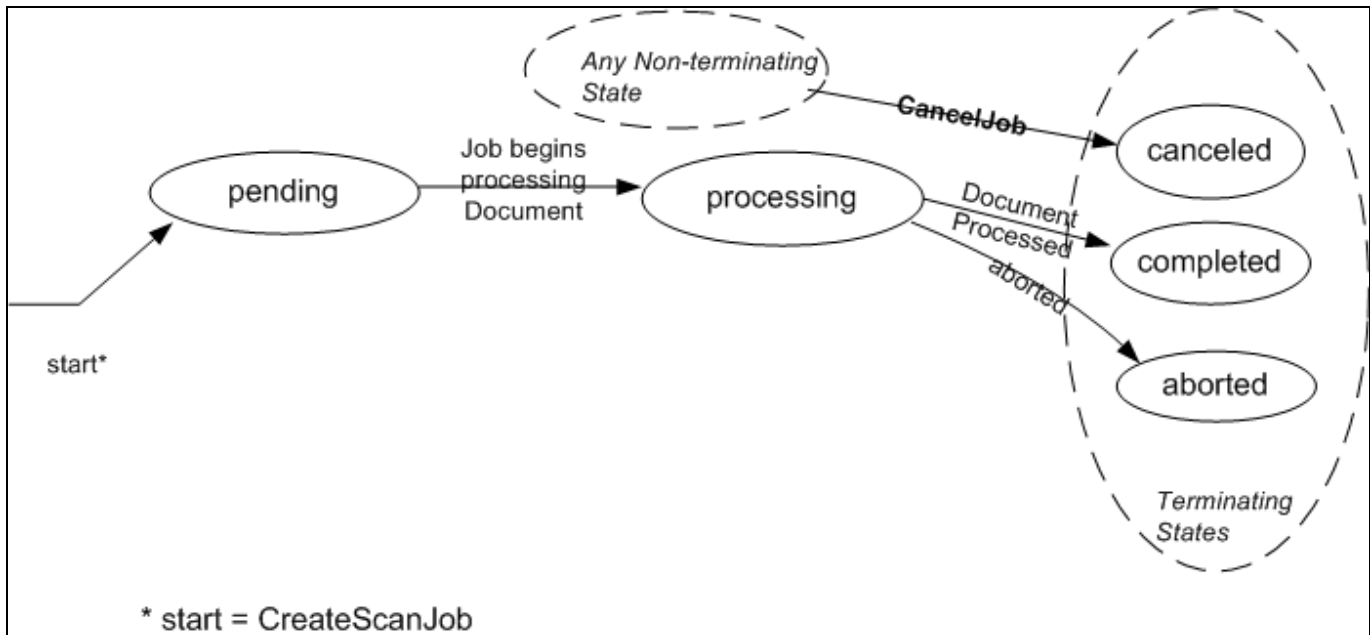 Any Non-terminating
State
CancelJob
canceled
Job begins
processing
Document
pending
processing
Document
Processed
completed
aborted
aborted
start*
Terminating
States
* start = CreateScanJob